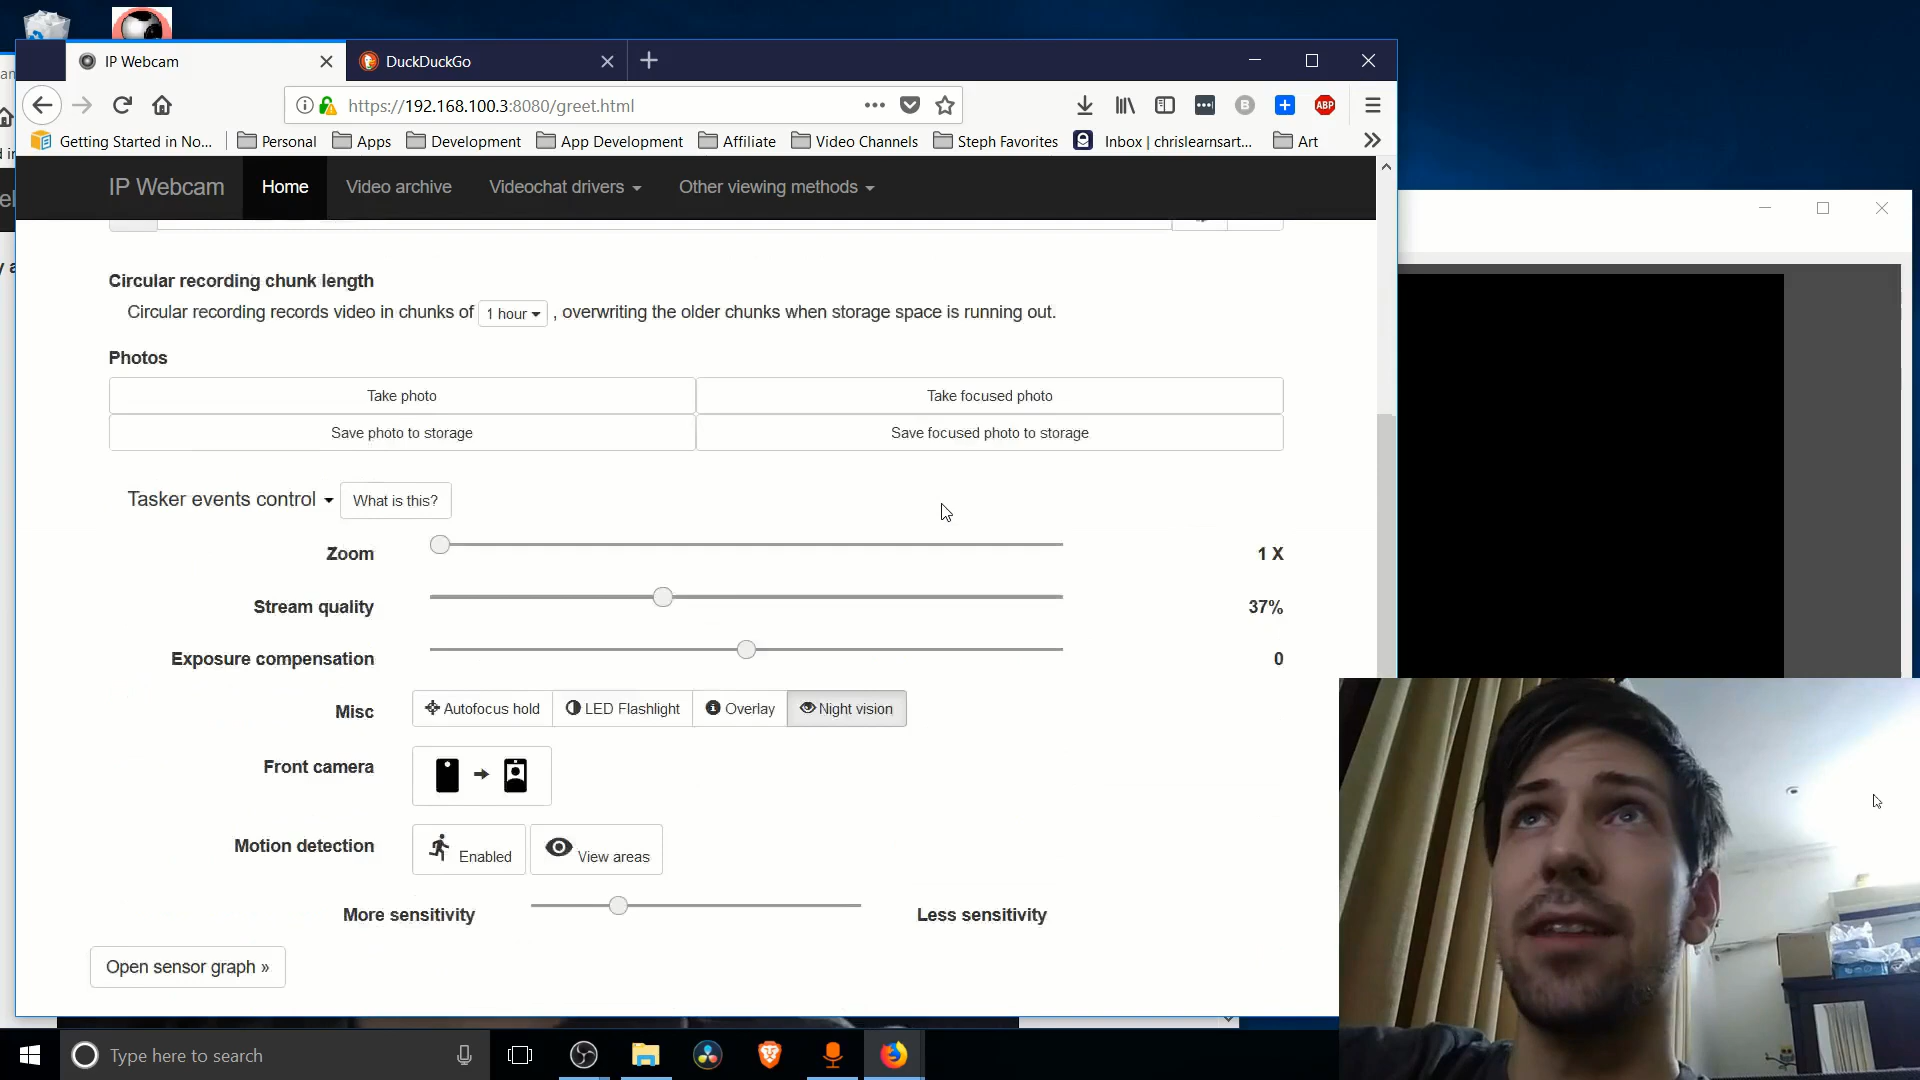 IP Webcam
DuckDuckGo
https://192.168.100.3:8080/greet.html
ABP
Getting Started in No...
Personal
Apps
Development
App Development
Affiliate
Video Channels
Steph Favorites
Inbox | chrislearnsart...
Art
IP Webcam
Home
Video archive
Videochat drivers
Other viewing methods
Circular recording chunk length
Circular recording records video in chunks of 1 hour , overwriting the older chunks when storage space is running out.
Photos
Take photo
Take focused photo
Save photo to storage
Save focused photo to storage
Tasker events control
What is this?
Zoom
1 X
Stream quality
37%
Exposure compensation
0
Misc
Autofocus hold
LED Flashlight
Overlay
Night vision
Front camera
Motion detection
Enabled
View areas
More sensitivity
Less sensitivity
Open sensor graph »
Type here to search